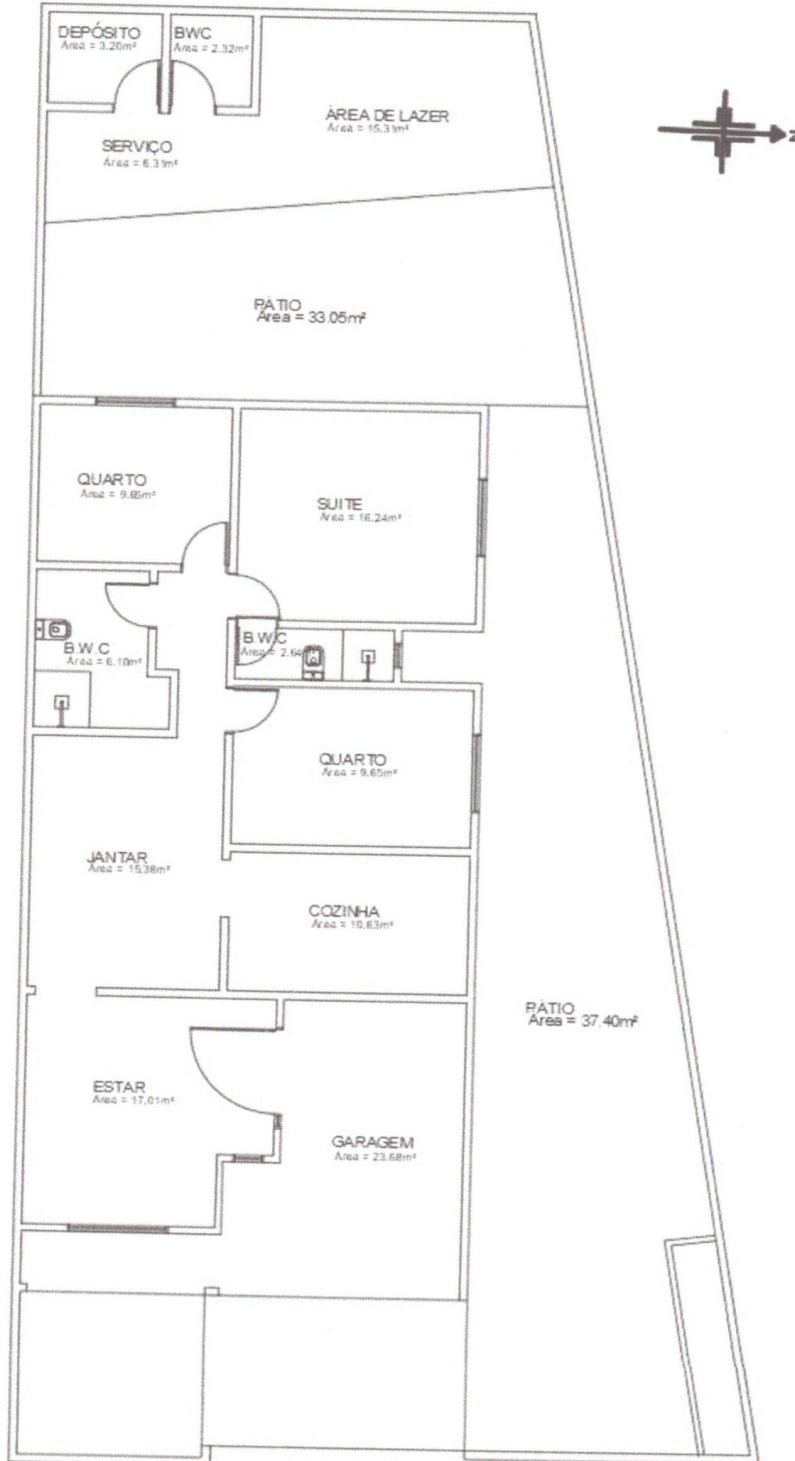 DEPÓSITO
Área = 3.20m²
BWC
Área = 2.32m²
ÁREA DE LAZER
Área = 15.31m²
SERVIÇO
Área = 6.31m²
N
PÁTIO
Área = 33.05m²
QUARTO
Área = 9.65m²
SUITE
Área = 16.24m²
B.W.C
Área = 6.10m²
B.W.C
Área = 2.64
QUARTO
Área = 9.65m²
JANTAR
Área = 15.38m²
COZINHA
Área = 10.63m²
PÁTIO
Área = 37.40m²
ESTAR
Área = 17.01m²
GARAGEM
Área = 23.68m²